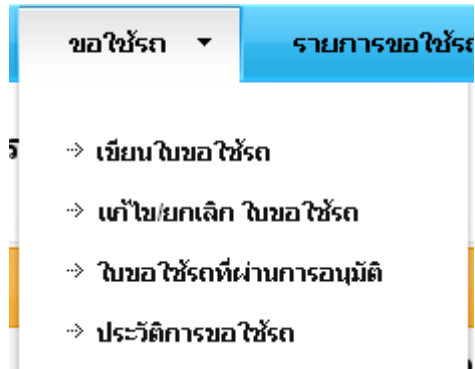 ขอใช้รถ รายการขอใช้รถ
เขียนใบขอใช้รถ
แก้ไข/ยกเลิก ใบขอใช้รถ
ใบขอใช้รถที่ผ่านการอนุมัติ
ประวัติการขอใช้รถ